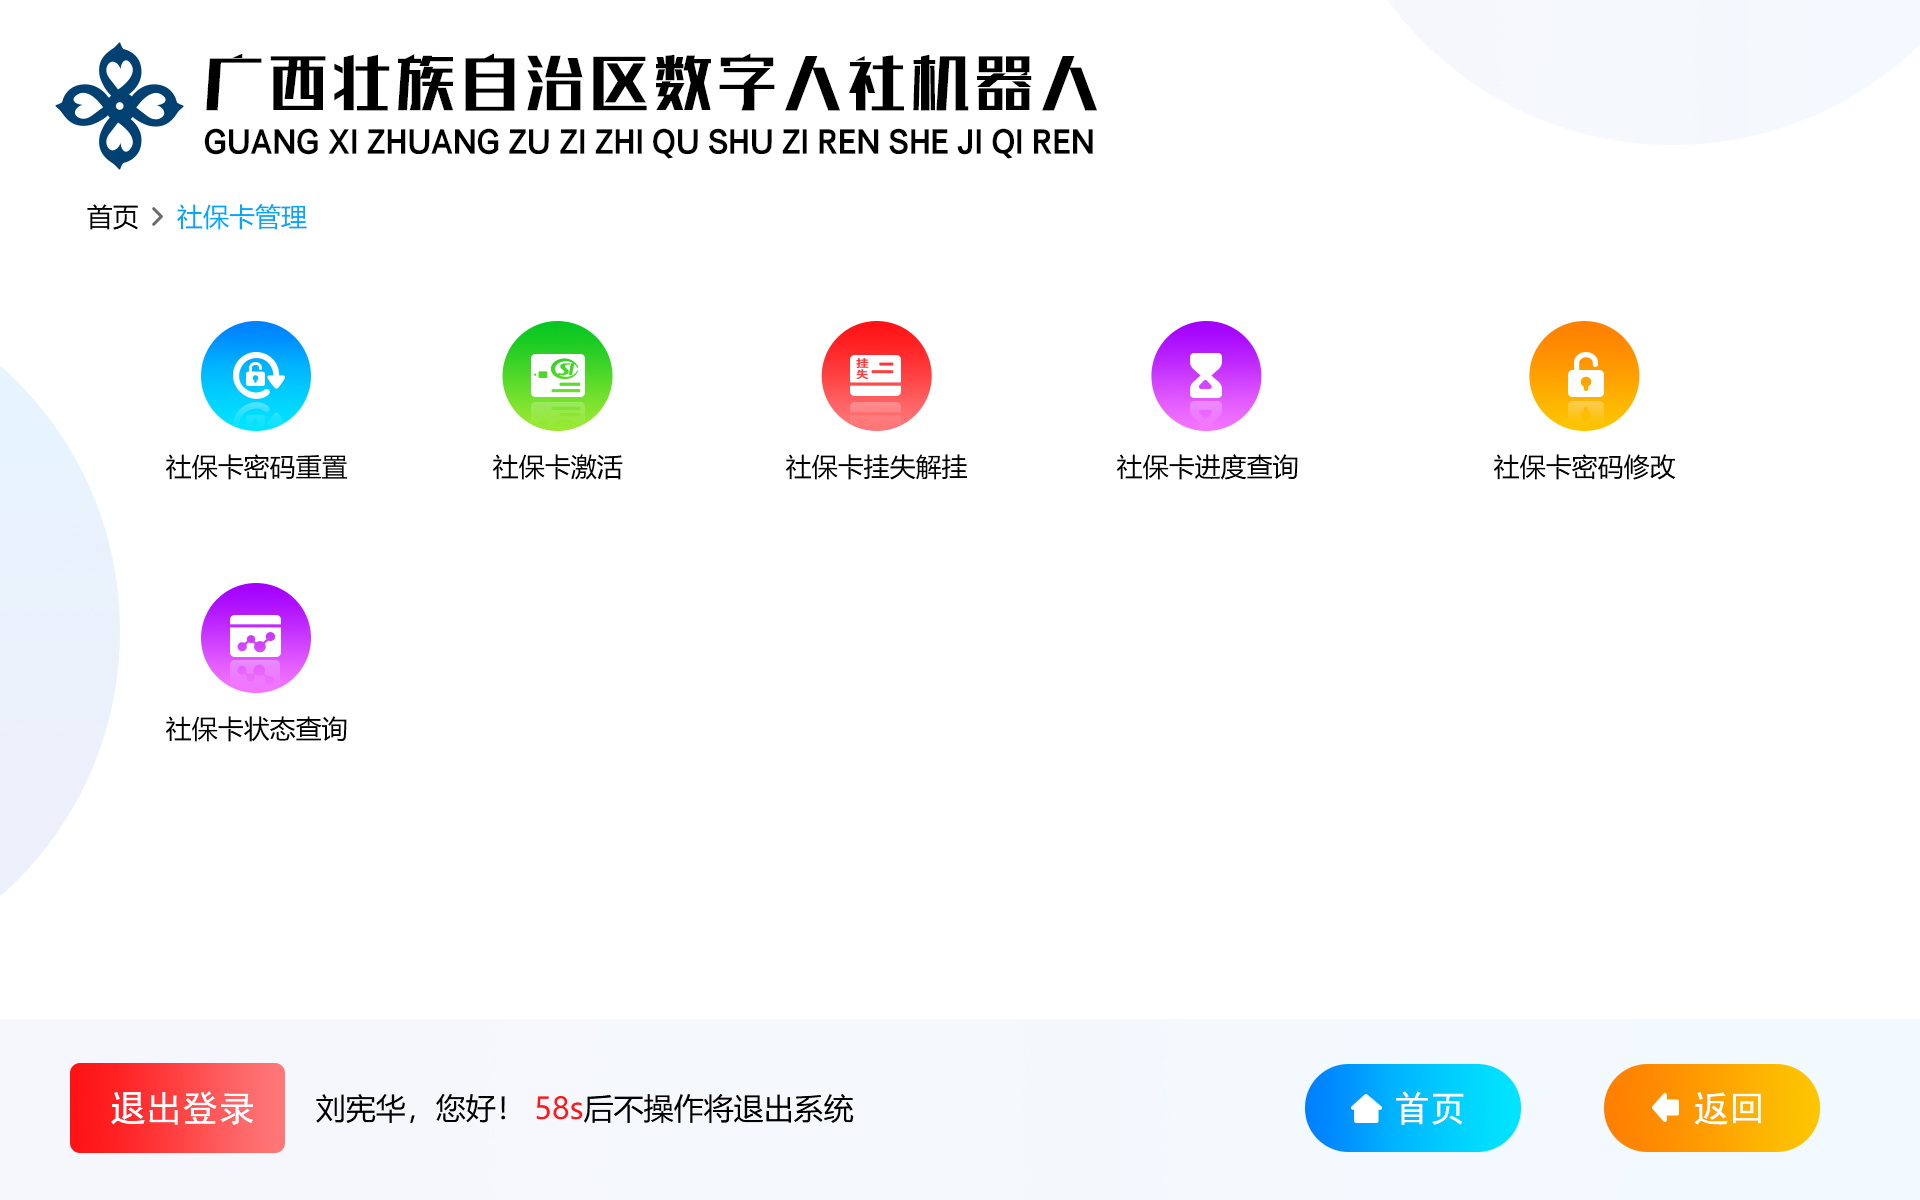 广西壮族自治区数字人社机器人
GUANG XI ZHUANG ZU ZI ZHI QU SHU ZI REN SHE JI QI REN
首页 > 社保卡管理
挂失
社保卡密码重置 社保卡激活 社保卡挂失解挂 社保卡进度查询 社保卡密码修改
社保卡状态查询
退出登录 刘宪华，您好！ 58s后不操作将退出系统 首页 返回